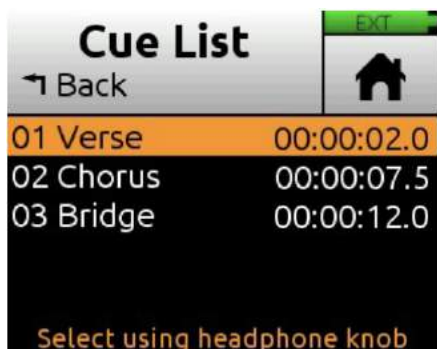 Cue List
EXT
Back
01 Verse 00:00:02.0
02 Chorus 00:00:07.5
03 Bridge 00:00:12.0
Select using headphone knob